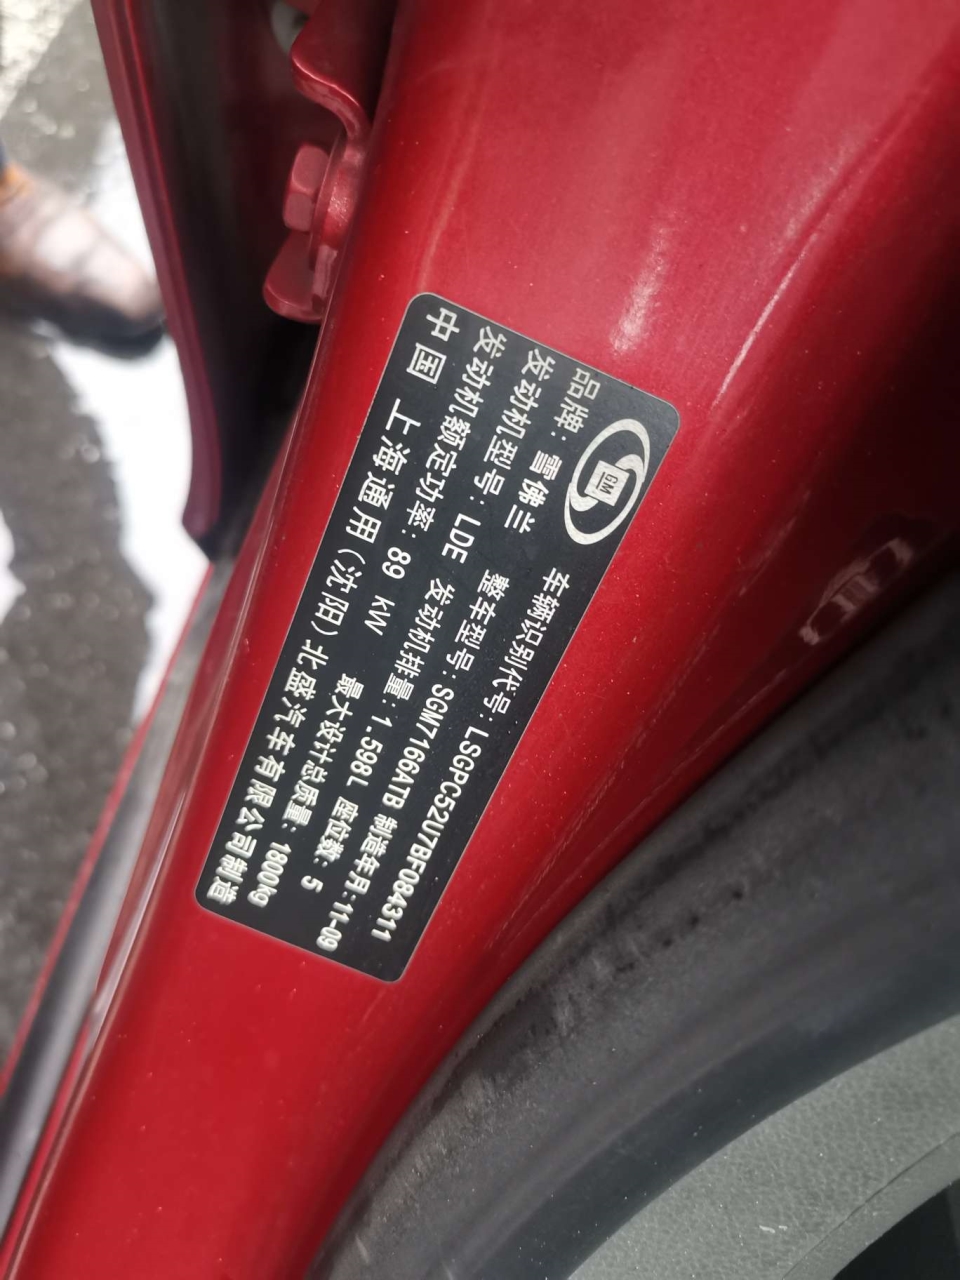 GM
品牌: 雪佛兰 车辆识别代号: LSGPC52U7BF084311
发动机型号: LDE 整车型号: SGM7166ATB 制造年月: 11-09
发动机额定功率: 89 kW 发动机排量: 1.598L 座位数: 5
最大设计总质量: 1800kg
中国 上海通用(沈阳)北盛汽车有限公司制造